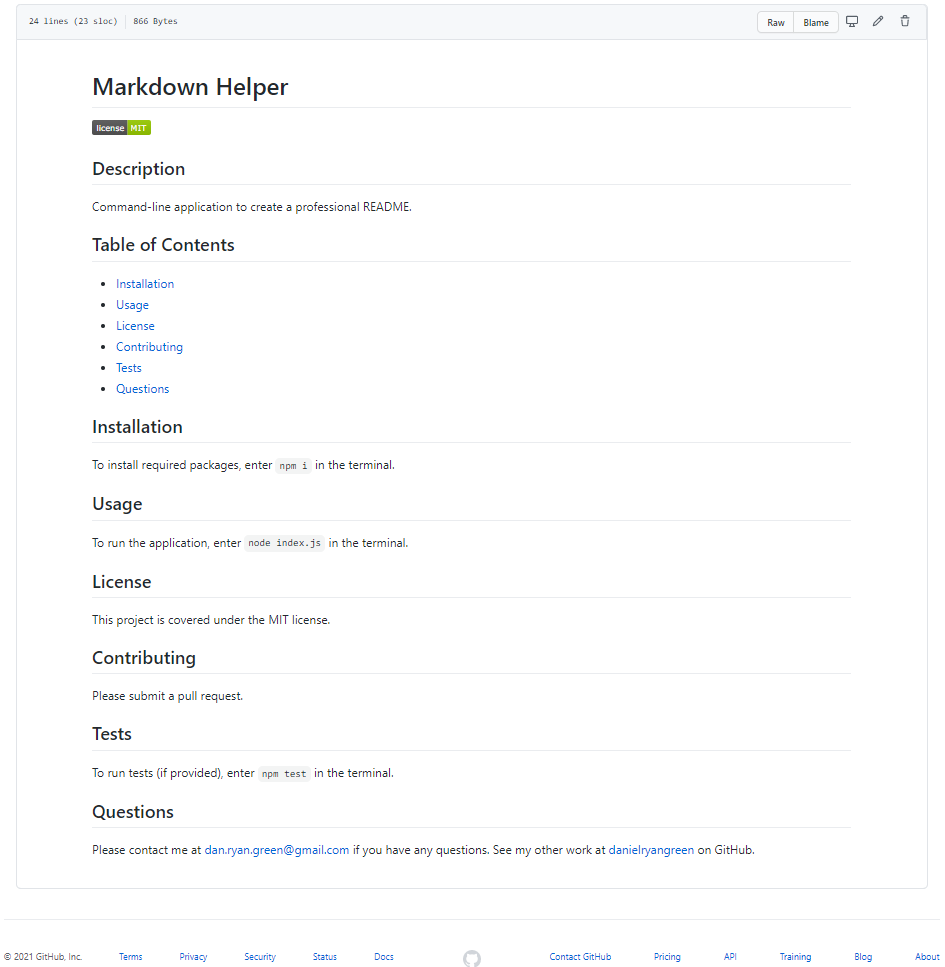 24 lines (23 sloc) 866 Bytes Raw Blame
Markdown Helper
license MIT
Description
Command-line application to create a professional README.
Table of Contents
Installation
Usage
License
Contributing
Tests
Questions
Installation
To install required packages, enter npm i in the terminal.
Usage
To run the application, enter node index.js in the terminal.
License
This project is covered under the MIT license.
Contributing
Please submit a pull request.
Tests
To run tests (if provided), enter npm test in the terminal.
Questions
Please contact me at dan.ryan.green@gmail.com if you have any questions. See my other work at danielryangreen on GitHub.
© 2021 GitHub, Inc. Terms Privacy Security Status Docs Contact GitHub Pricing API Training Blog About